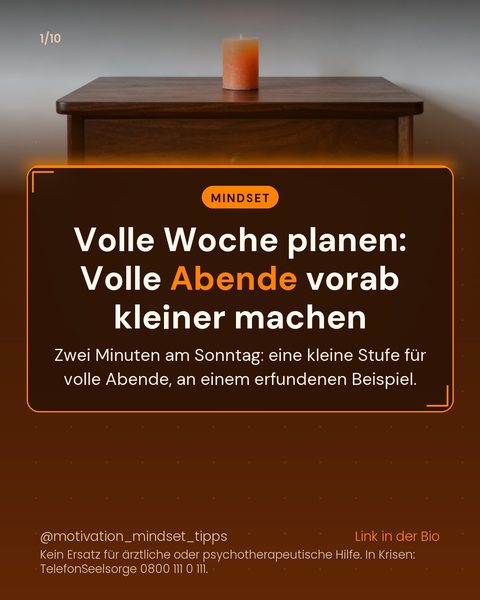 1/10
MINDSET
Volle Woche planen:
Volle Abende vorab
kleiner machen
Zwei Minuten am Sonntag: eine kleine Stufe für
volle Abende, an einem erfundenen Beispiel.
@motivation_mindset_tipps
Link in der Bio
Kein Ersatz für ärztliche oder psychotherapeutische Hilfe. In Krisen:
TelefonSeelsorge 0800 111 0 111.